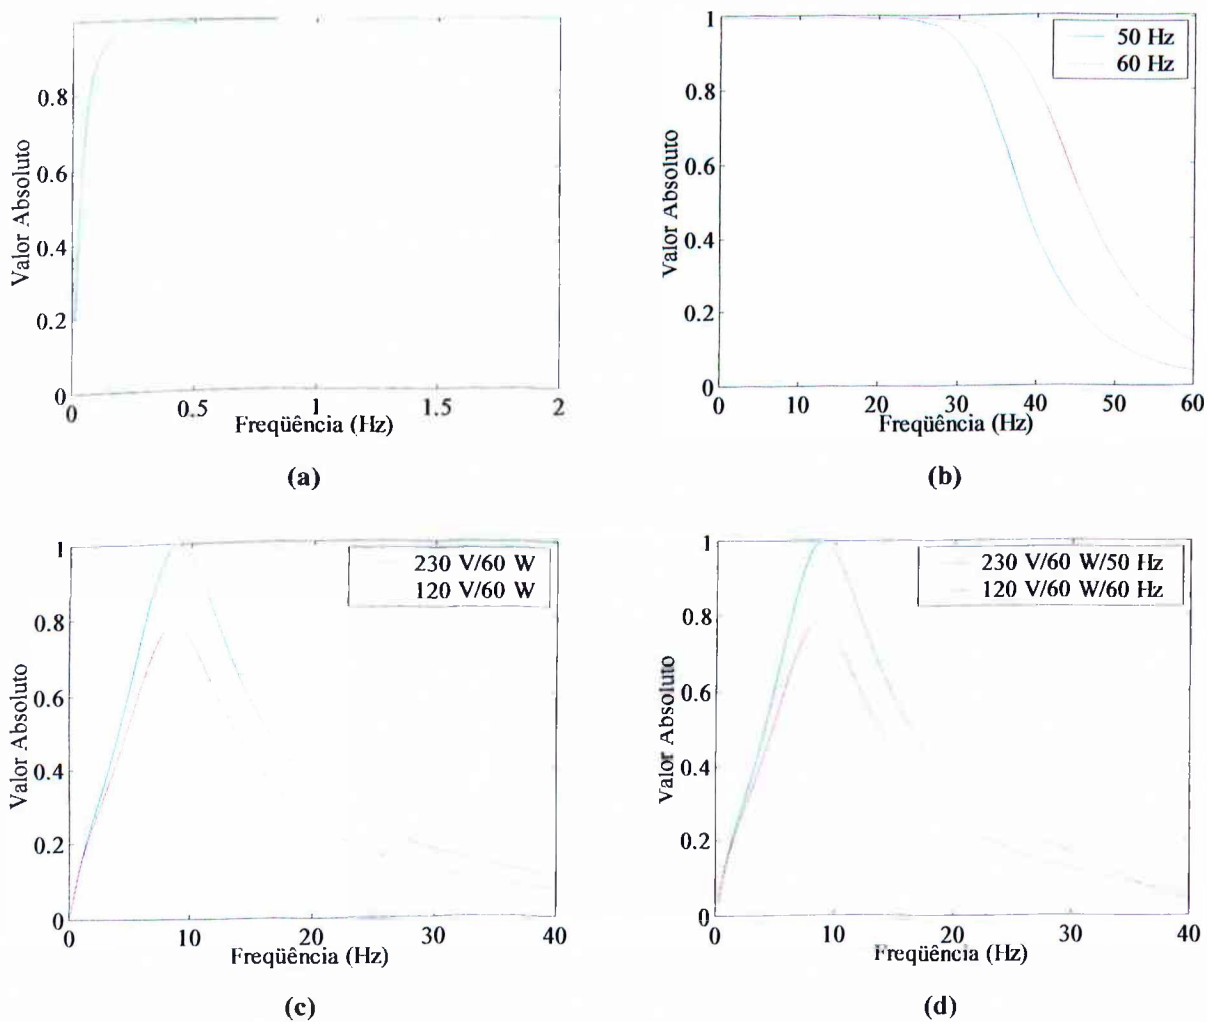 0.8
0.6
0.4
0.2
0
0
0.5
1
1.5
2
Valor Absoluto
Freqüência (Hz)
(a)
1
0.8
0.6
0.4
0.2
0
0
10
20
30
40
50
60
Valor Absoluto
Freqüência (Hz)
50 Hz
60 Hz
(b)
1
0.8
0.6
0.4
0.2
0
0
10
20
30
40
Valor Absoluto
Freqüência (Hz)
230 V/60 W
120 V/60 W
(c)
1
0.8
0.6
0.4
0.2
0
0
10
20
30
40
Valor Absoluto
Freqüência (Hz)
230 V/60 W/50 Hz
120 V/60 W/60 Hz
(d)